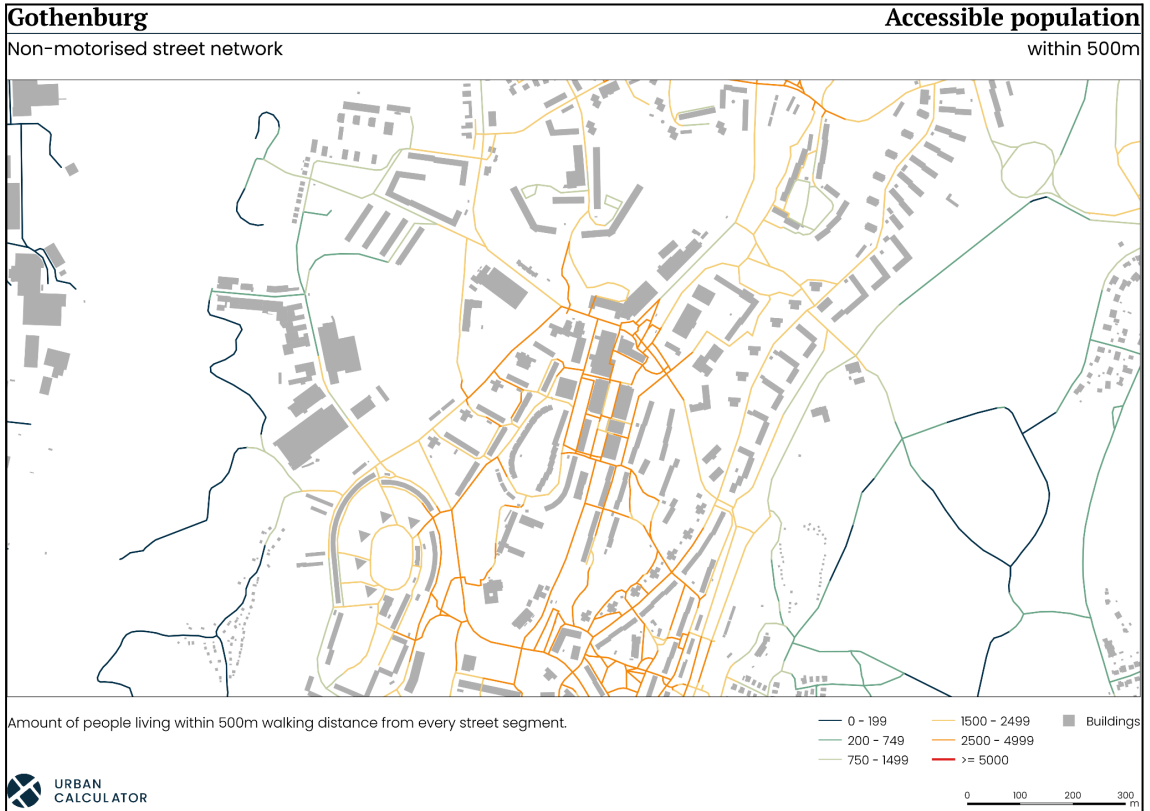 Gothenburg
Accessible population
Non-motorised street network
within 500m
Amount of people living within 500m walking distance from every street segment.
0 - 199
200 - 749
750 - 1499
1500 - 2499
2500 - 4999
>= 5000
Buildings
URBAN
CALCULATOR
0 100 200 300
m